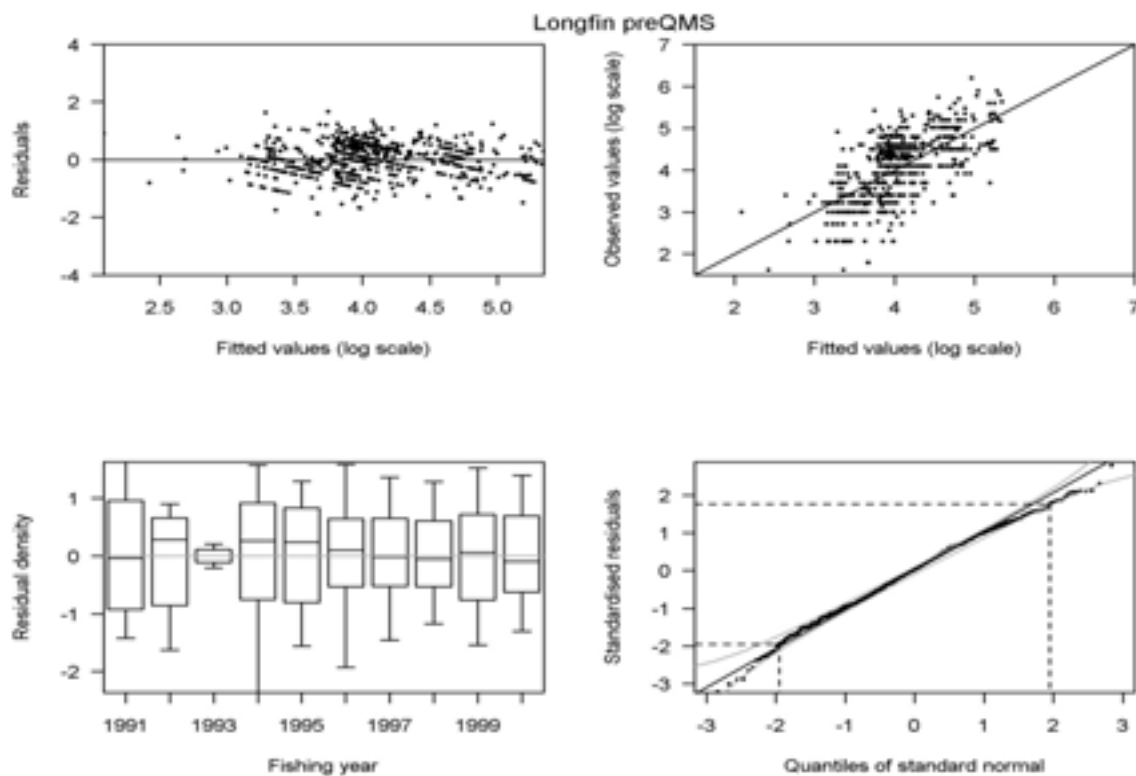 Longfin preQMS
4
2
0
-2
-4
Residuals
2.5 3.0 3.5 4.0 4.5 5.0
Fitted values (log scale)
7
6
5
4
3
2
Observed values (log scale)
2 3 4 5 6 7
Fitted values (log scale)
1
0
-1
-2
Residual density
1991 1993 1995 1997 1999
Fishing year
2
1
0
-1
-2
-3
Standardised residuals
-3 -2 -1 0 1 2 3
Quantiles of standard normal